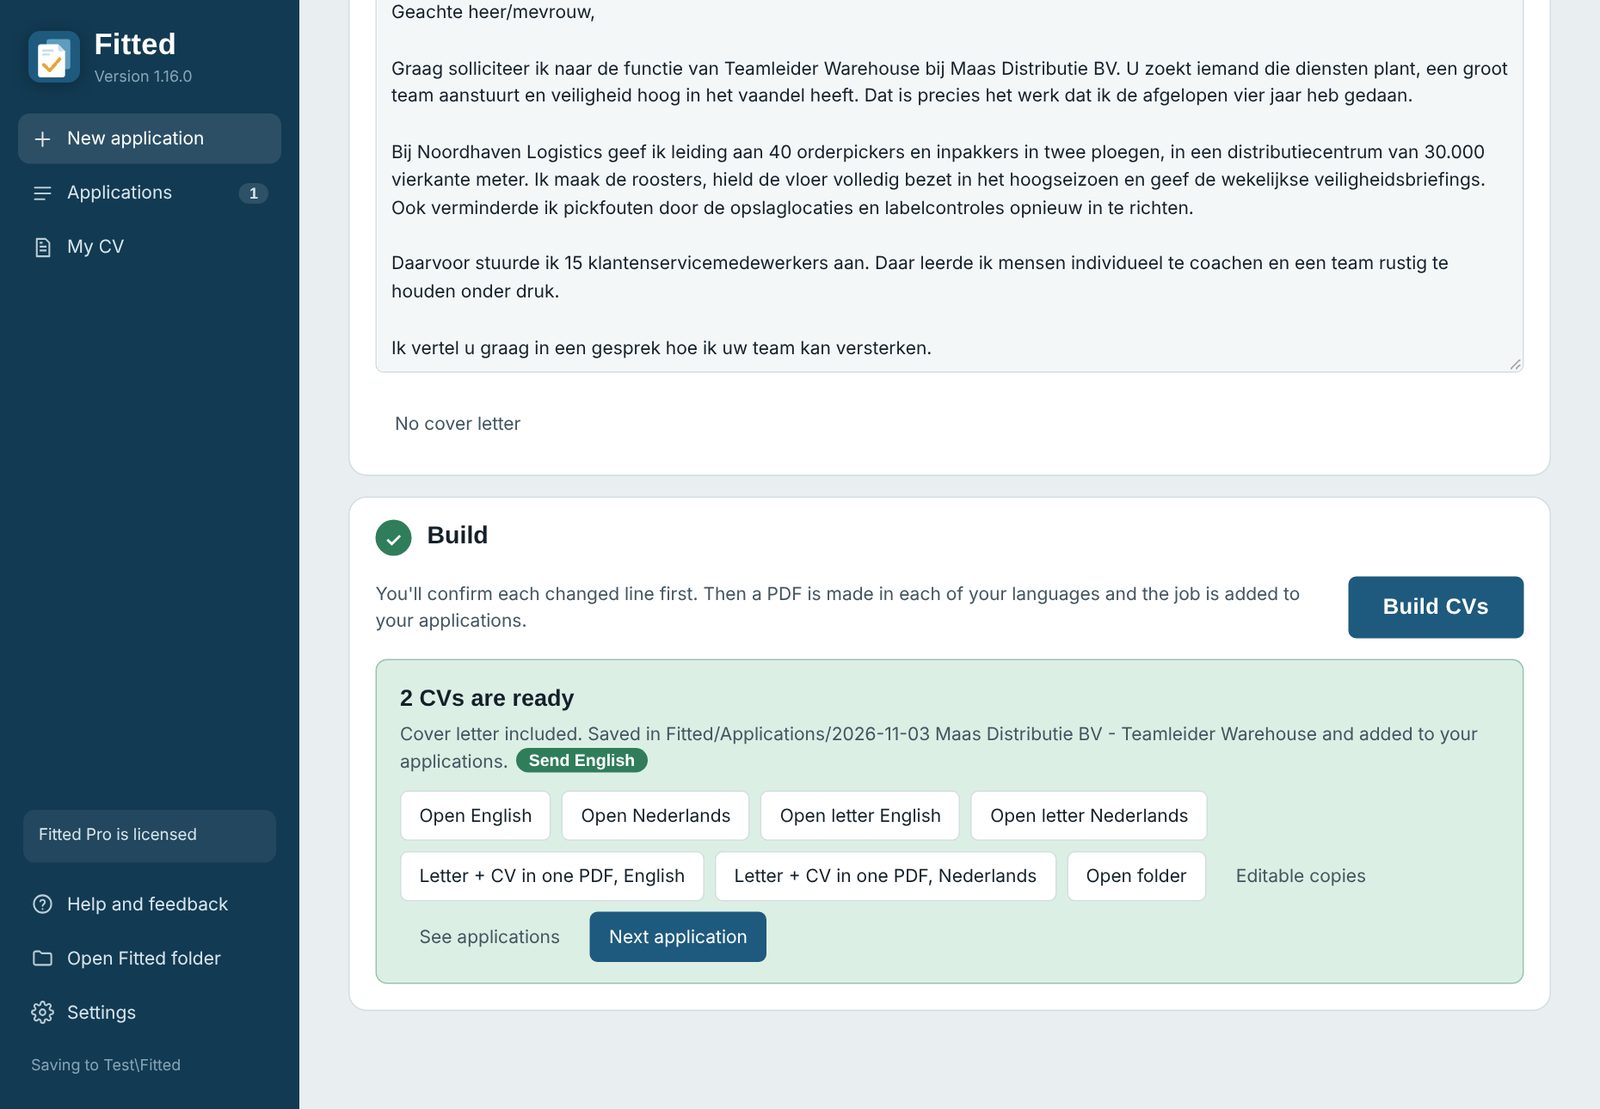 Fitted
Version 1.16.0
New application
Applications 1
My CV
Fitted Pro is licensed
Help and feedback
Open Fitted folder
Settings
Saving to Test\Fitted
Geachte heer/mevrouw,
Graag solliciteer ik naar de functie van Teamleider Warehouse bij Maas Distributie BV. U zoekt iemand die diensten plant, een groot
team aanstuurt en veiligheid hoog in het vaandel heeft. Dat is precies het werk dat ik de afgelopen vier jaar heb gedaan.
Bij Noordhaven Logistics geef ik leiding aan 40 orderpickers en inpakkers in twee ploegen, in een distributiecentrum van 30.000
vierkante meter. Ik maak de roosters, hield de vloer volledig bezet in het hoogseizoen en geef de wekelijkse veiligheidsbriefings.
Ook verminderde ik pickfouten door de opslaglocaties en labelcontroles opnieuw in te richten.
Daarvoor stuurde ik 15 klantenservicemedewerkers aan. Daar leerde ik mensen individueel te coachen en een team rustig te
houden onder druk.
Ik vertel u graag in een gesprek hoe ik uw team kan versterken.
No cover letter
Build
You'll confirm each changed line first. Then a PDF is made in each of your languages and the job is added to
your applications.
Build CVs
2 CVs are ready
Cover letter included. Saved in Fitted/Applications/2026-11-03 Maas Distributie BV - Teamleider Warehouse and added to your
applications. Send English
Open English Open Nederlands Open letter English Open letter Nederlands
Letter + CV in one PDF, English Letter + CV in one PDF, Nederlands Open folder Editable copies
See applications Next application